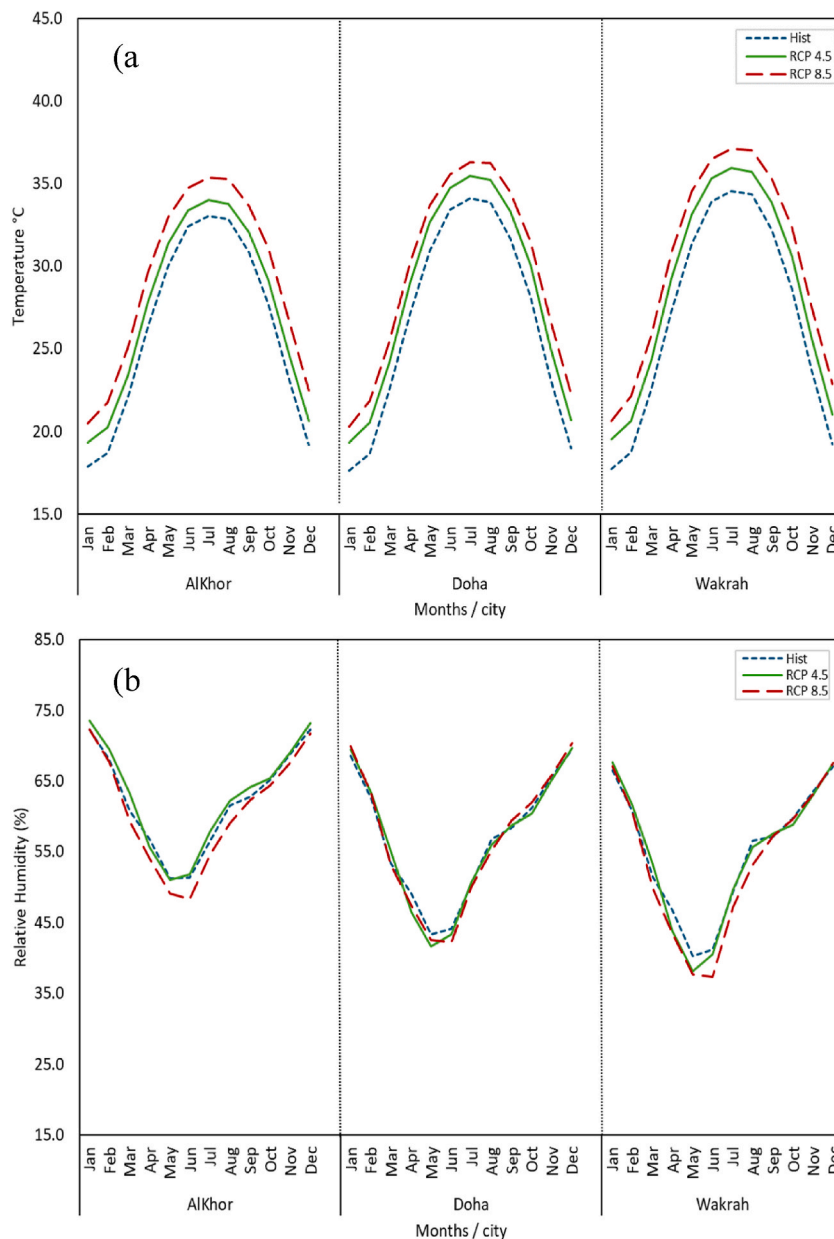 (a)
Hist
RCP 4.5
RCP 8.5
45.0
40.0
35.0
30.0
25.0
20.0
15.0
Temperature °C
Jan Feb Mar Apr May Jun Jul Aug Sep Oct Nov Dec Jan Feb Mar Apr May Jun Jul Aug Sep Oct Nov Dec Jan Feb Mar Apr May Jun Jul Aug Sep Oct Nov Dec
AlKhor Doha Wakrah
Months / city
(b)
Hist
RCP 4.5
RCP 8.5
85.0
75.0
65.0
55.0
45.0
35.0
25.0
15.0
Relative Humidity (%)
Jan Feb Mar Apr May Jun Jul Aug Sep Oct Nov Dec Jan Feb Mar Apr May Jun Jul Aug Sep Oct Nov Dec Jan Feb Mar Apr May Jun Jul Aug Sep Oct Nov Dec
AlKhor Doha Wakrah
Months / city